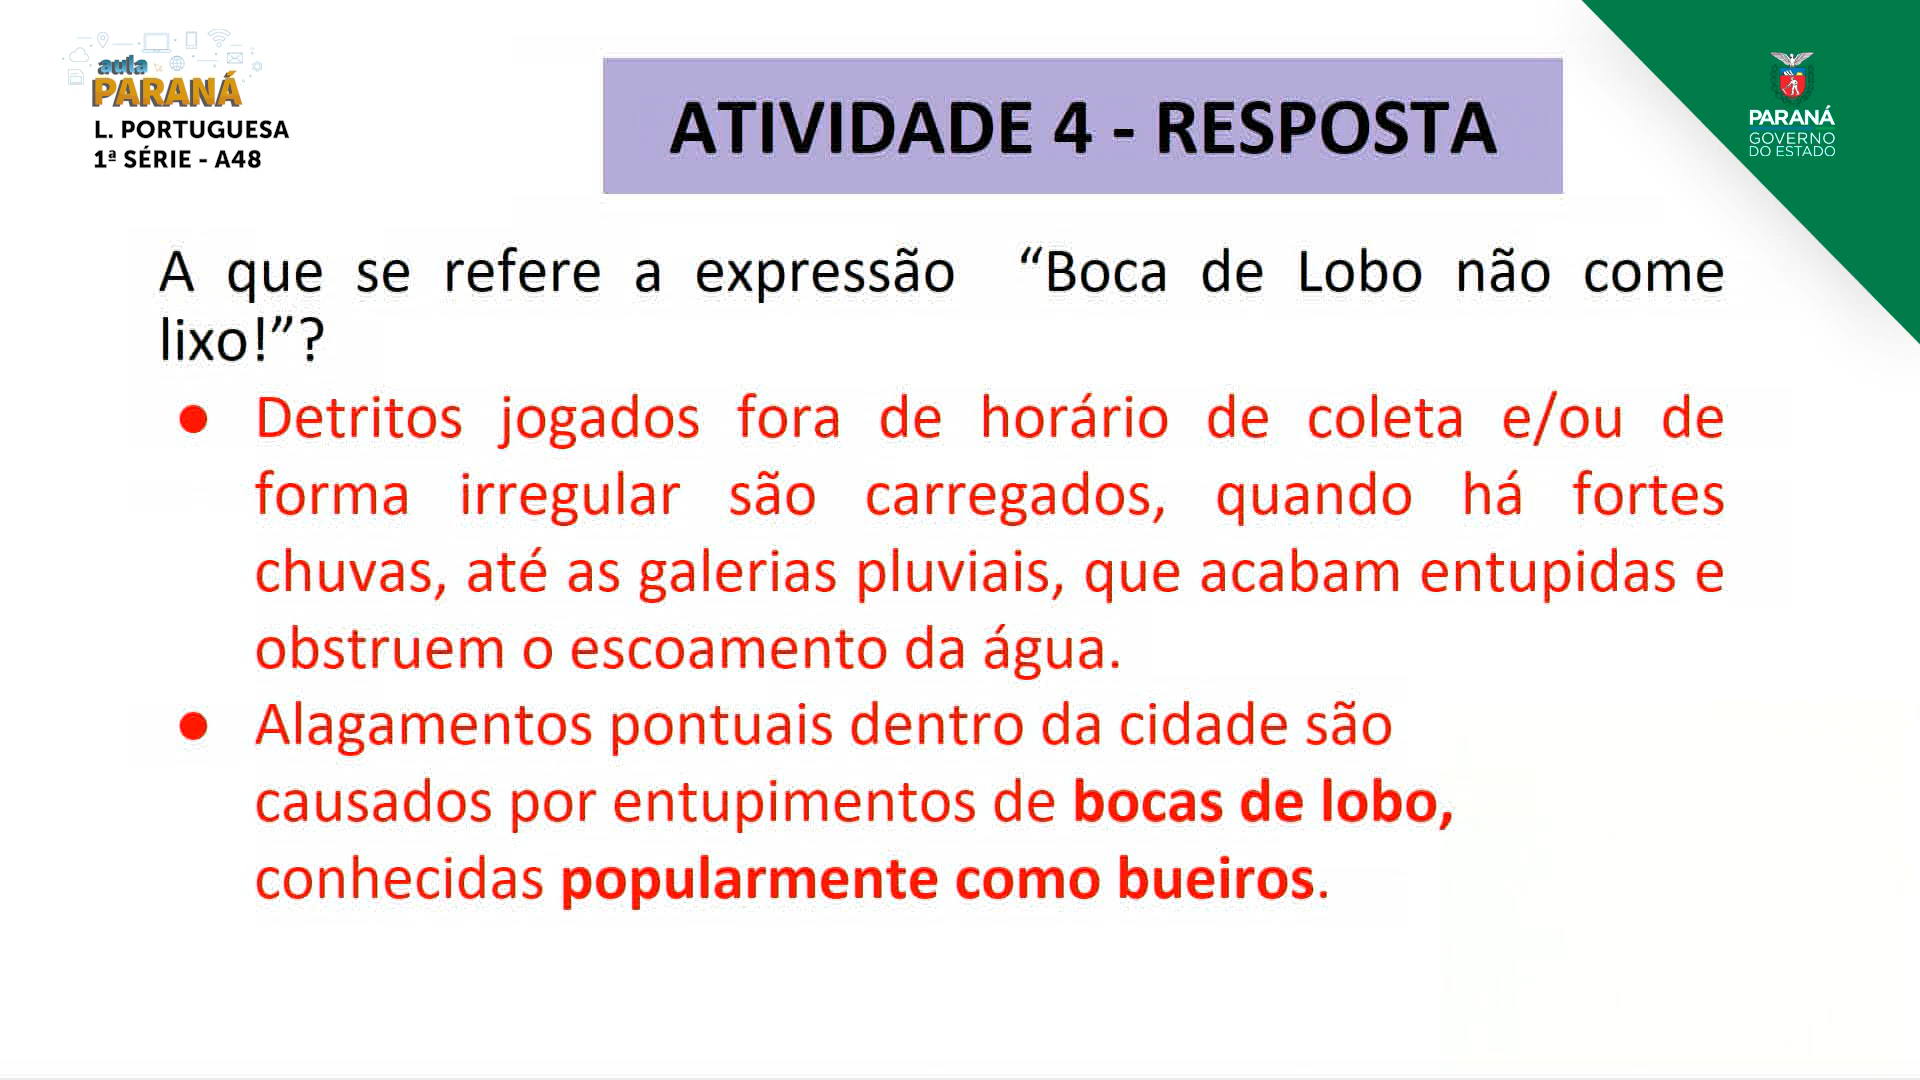 aula
PARANÁ
L. PORTUGUESA
1ª SÉRIE - A48
ATIVIDADE 4 - RESPOSTA
PARANÁ
GOVERNO
DO ESTADO
A que se refere a expressão “Boca de Lobo não come
lixo!”?
● Detritos jogados fora de horário de coleta e/ou de
forma irregular são carregados, quando há fortes
chuvas, até as galerias pluviais, que acabam entupidas e
obstruem o escoamento da água.
● Alagamentos pontuais dentro da cidade são
causados por entupimentos de bocas de lobo,
conhecidas popularmente como bueiros.